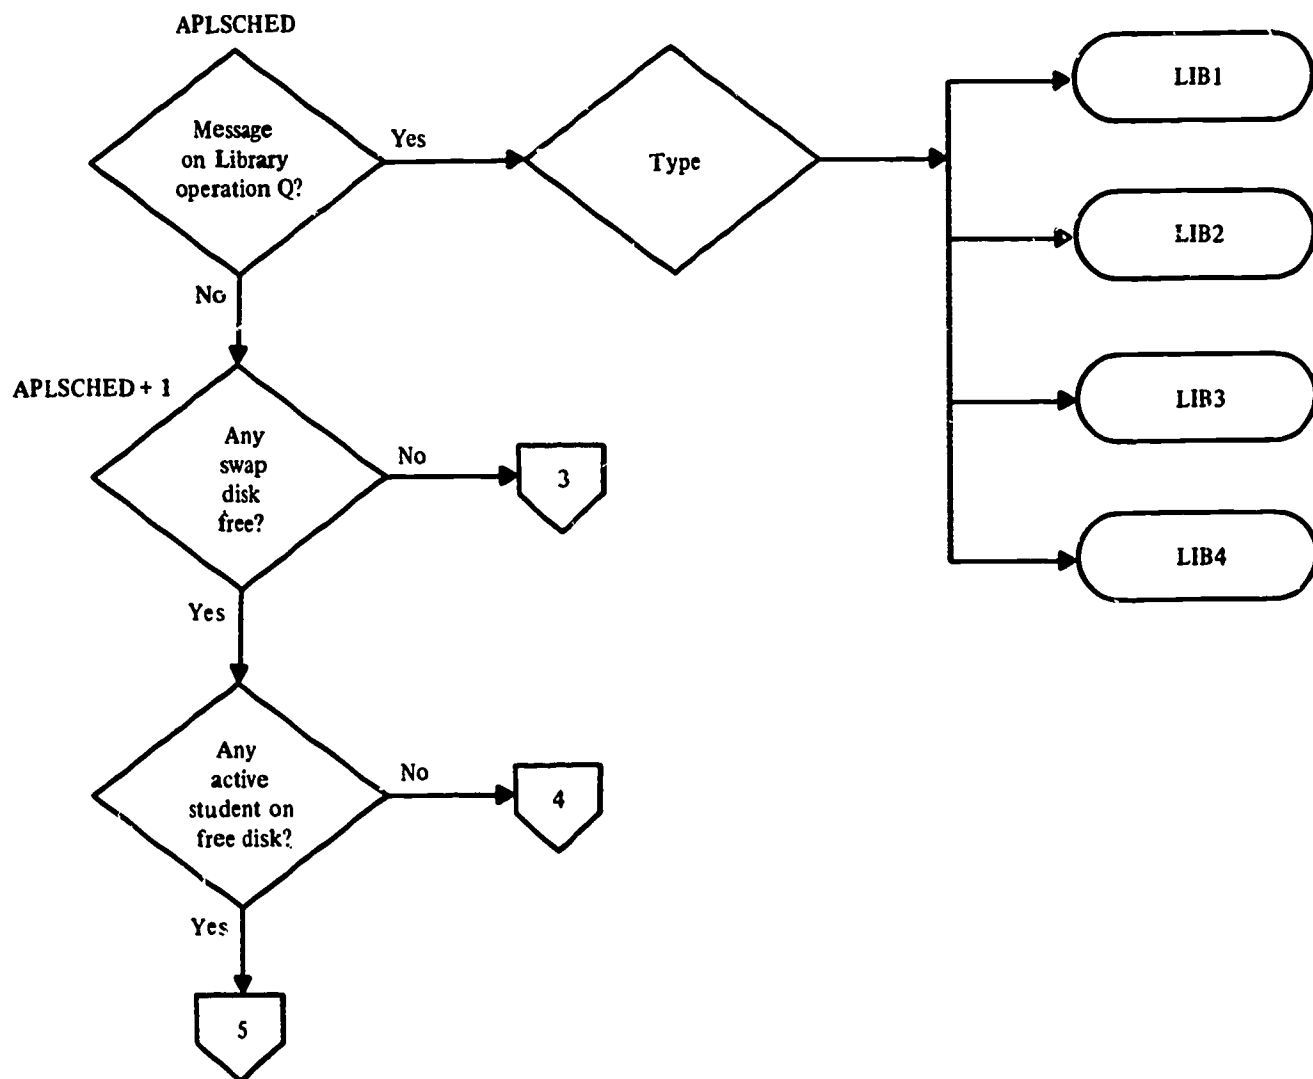 APLSCHED
Message
on Library
operation Q?
Yes
Type
LIB1
LIB2
LIB3
LIB4
No
APLSCHED + 1
Any
swap
disk
free?
No
3
Yes
Any
active
student on
free disk?
No
4
Yes
5